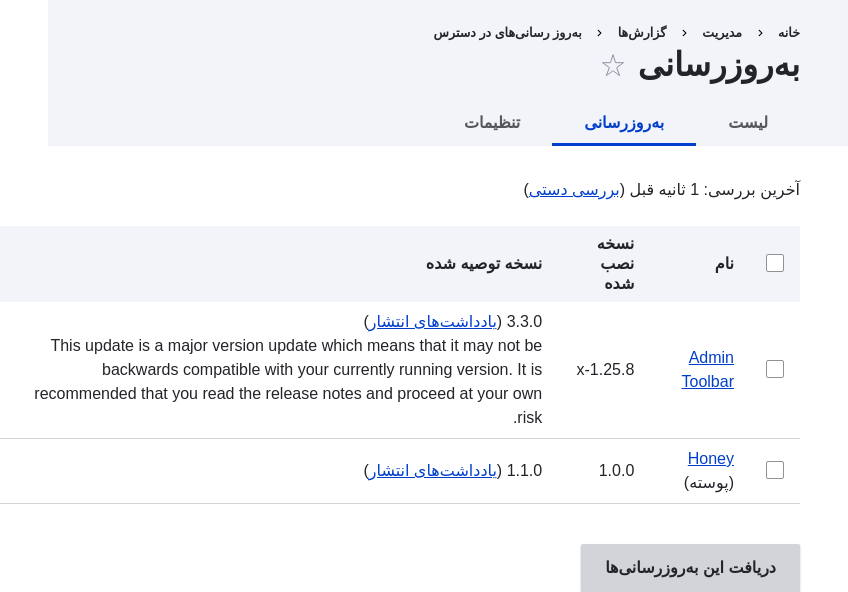 خانه › مدیریت › گزارش‌ها › به‌روز رسانی‌های در دسترس
به‌روزرسانی ☆
لیست به‌روزرسانی تنظیمات
آخرین بررسی: 1 ثانیه قبل (بررسی دستی)
نام
نسخه
نصب
شده
نسخه توصیه شده
Admin
Toolbar
x-1.25.8
3.3.0 (یادداشت‌های انتشار)
This update is a major version update which means that it may not be
backwards compatible with your currently running version. It is
recommended that you read the release notes and proceed at your own
.risk
Honey
(پوسته)
1.0.0
1.1.0 (یادداشت‌های انتشار)
دریافت این به‌روزرسانی‌ها